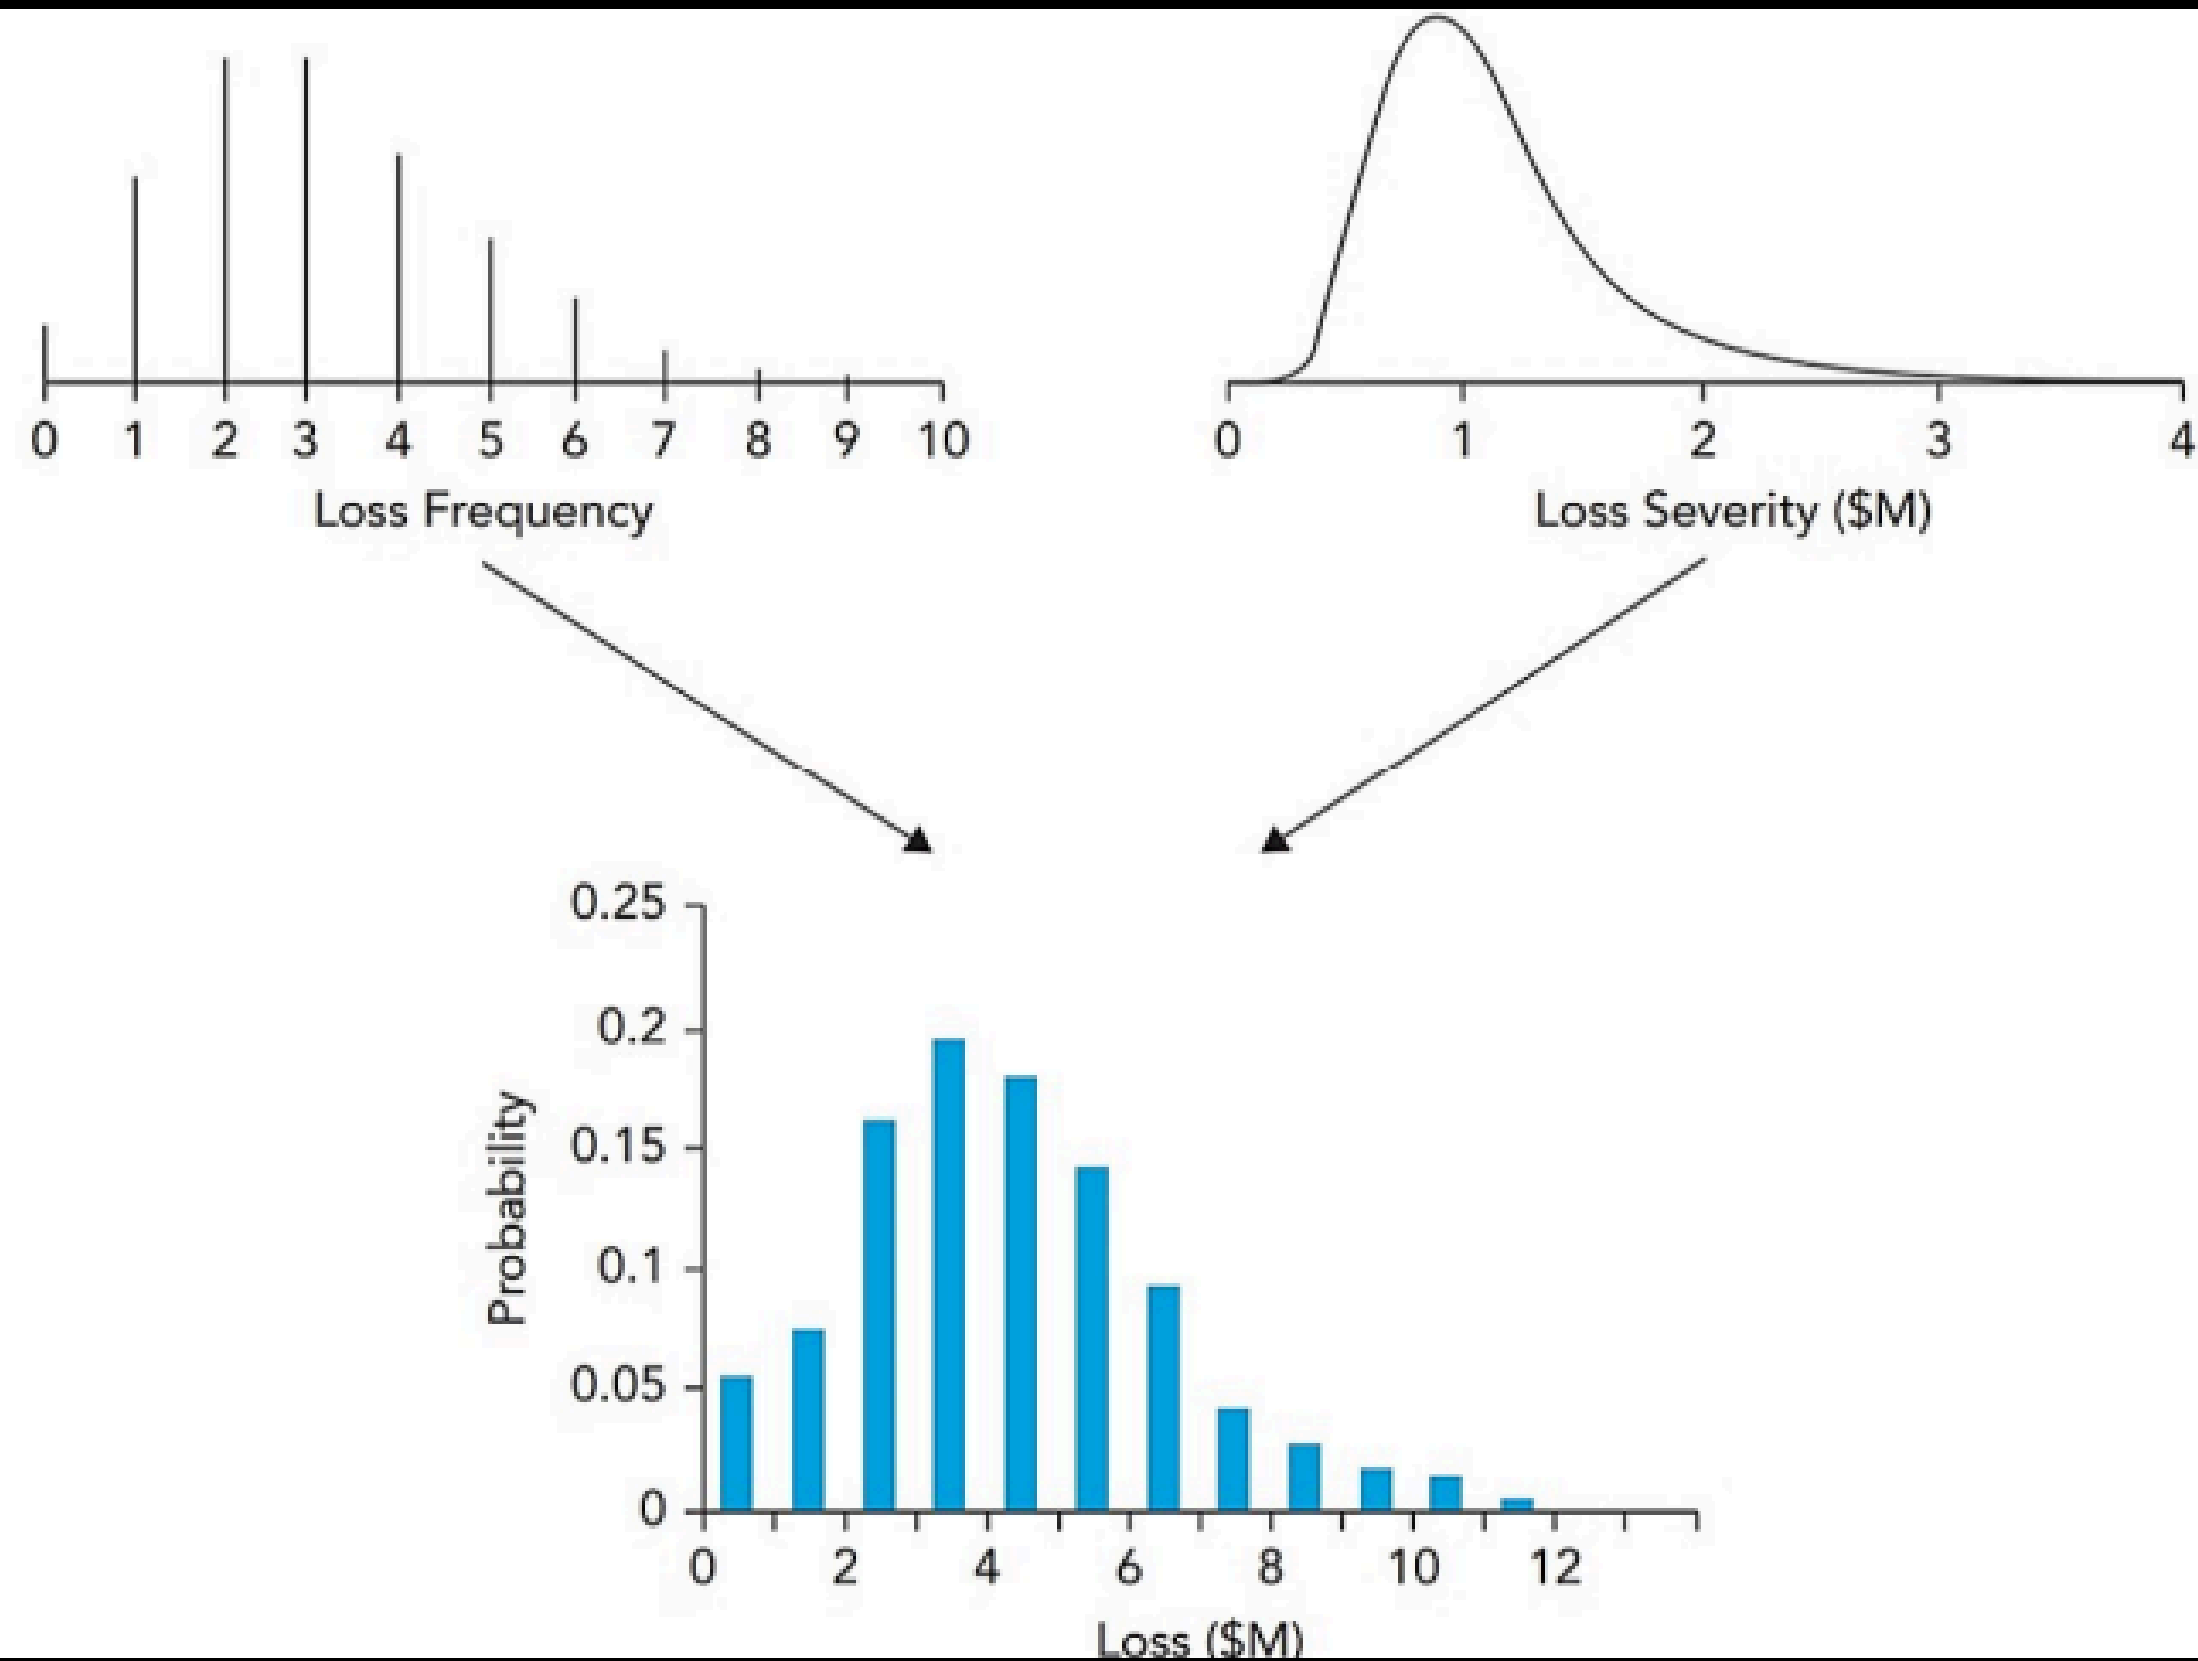 0 1 2 3 4 5 6 7 8 9 10
Loss Frequency
0 1 2 3 4
Loss Severity ($M)
0.25
0.2
0.15
0.1
0.05
0
Probability
0 2 4 6 8 10 12
Loss ($M)